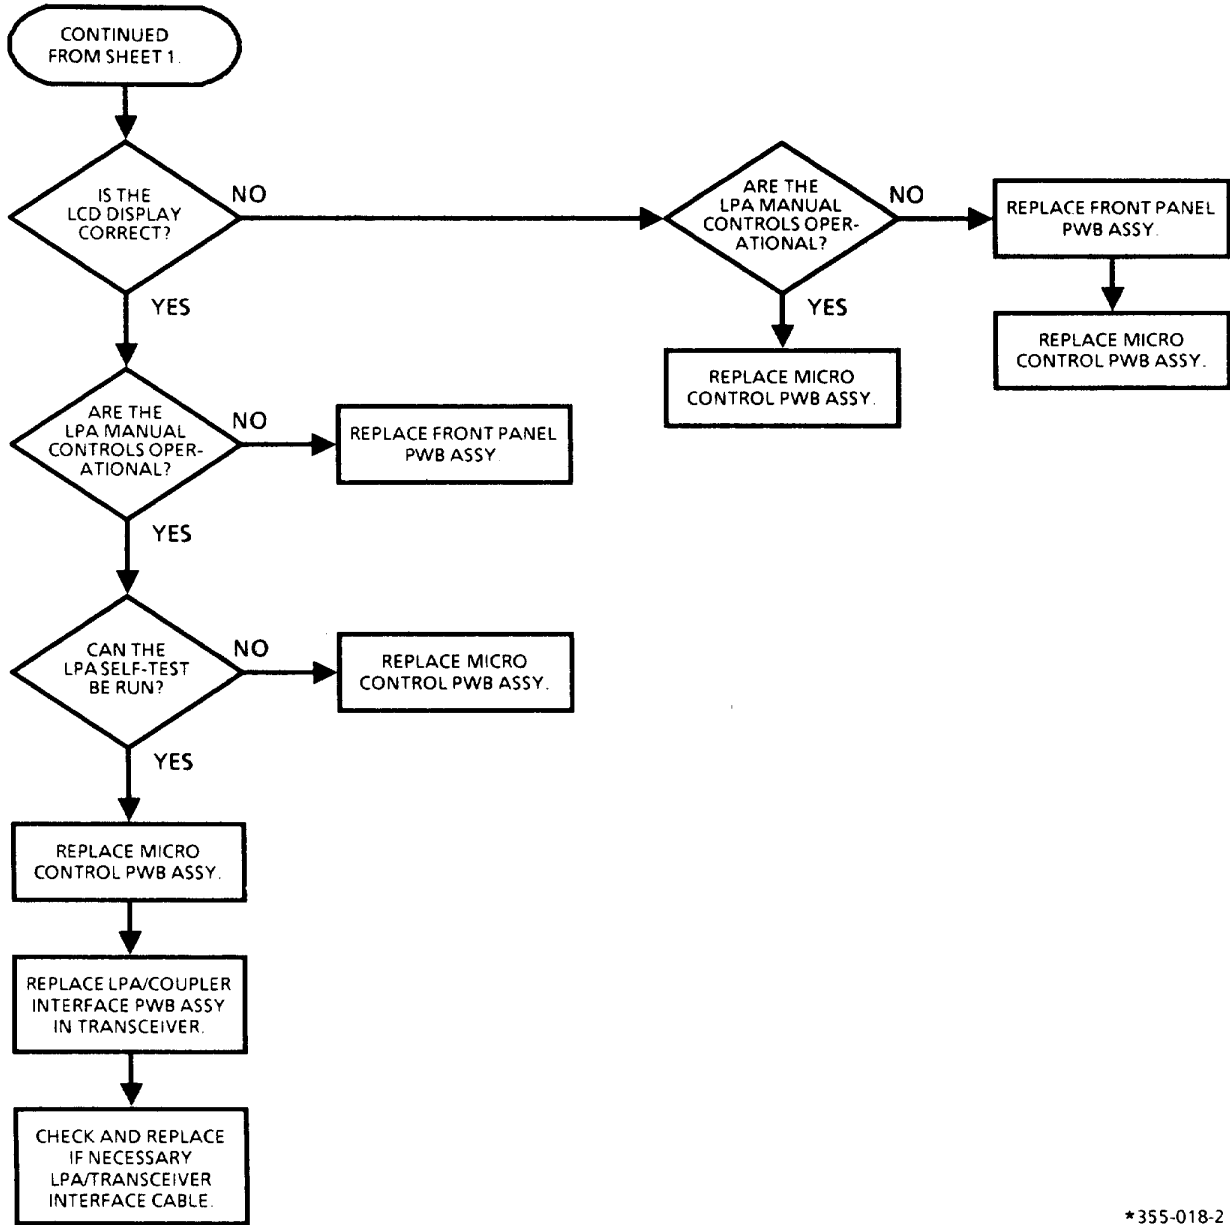 CONTINUED
FROM SHEET 1.
IS THE
LCD DISPLAY
CORRECT?
NO
YES
ARE THE
LPA MANUAL
CONTROLS OPER-
ATIONAL?
NO
YES
REPLACE FRONT PANEL
PWB ASSY.
REPLACE MICRO
CONTROL PWB ASSY.
REPLACE MICRO
CONTROL PWB ASSY.
ARE THE
LPA MANUAL
CONTROLS OPER-
ATIONAL?
NO
YES
REPLACE FRONT PANEL
PWB ASSY.
CAN THE
LPA SELF-TEST
BE RUN?
NO
YES
REPLACE MICRO
CONTROL PWB ASSY.
REPLACE MICRO
CONTROL PWB ASSY.
REPLACE LPA/COUPLER
INTERFACE PWB ASSY
IN TRANSCEIVER.
CHECK AND REPLACE
IF NECESSARY
LPA/TRANSCEIVER
INTERFACE CABLE.
*355-018-2